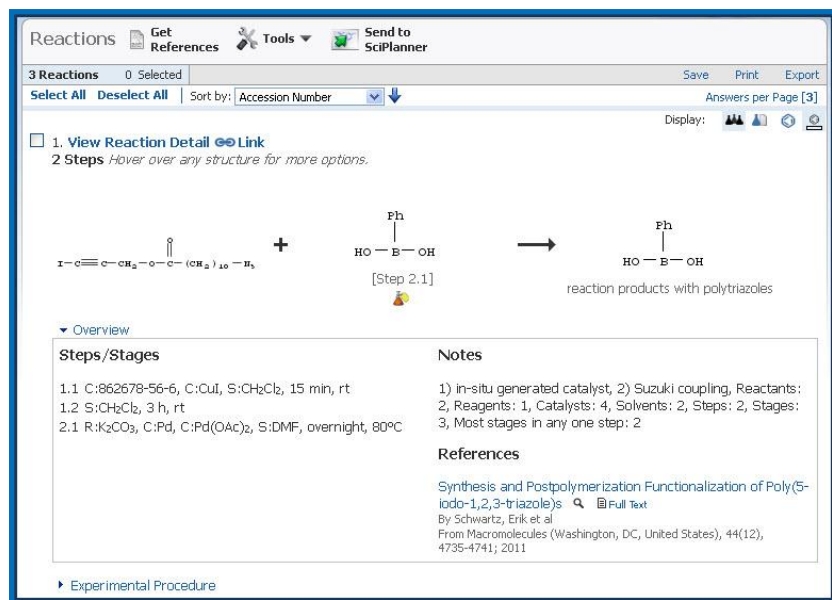 Reactions Get References Tools Send to SciPlanner
3 Reactions 0 Selected Save Print Export
Select All Deselect All Sort by: Accession Number Answers per Page [3]
Display:
1. View Reaction Detail Link
2 Steps Hover over any structure for more options.
I—C≡C—CH₂—O—C—(CH₂)₁₀—N₃
O
+
Ph
HO—B—OH
[Step 2.1]
Ph
HO—B—OH
reaction products with polytriazoles
Overview
Steps/Stages
1.1 C:862678-56-6, C:CuI, S:CH₂Cl₂, 15 min, rt
1.2 S:CH₂Cl₂, 3 h, rt
2.1 R:K₂CO₃, C:Pd, C:Pd(OAc)₂, S:DMF, overnight, 80ºC
Notes
1) in-situ generated catalyst, 2) Suzuki coupling, Reactants:
2, Reagents: 1, Catalysts: 4, Solvents: 2, Steps: 2, Stages:
3, Most stages in any one step: 2
References
Synthesis and Postpolymerization Functionalization of Poly(5-
iodo-1,2,3-triazole)s Full Text
By Schwartz, Erik et al
From Macromolecules (Washington, DC, United States), 44(12),
4735-4741; 2011
Experimental Procedure